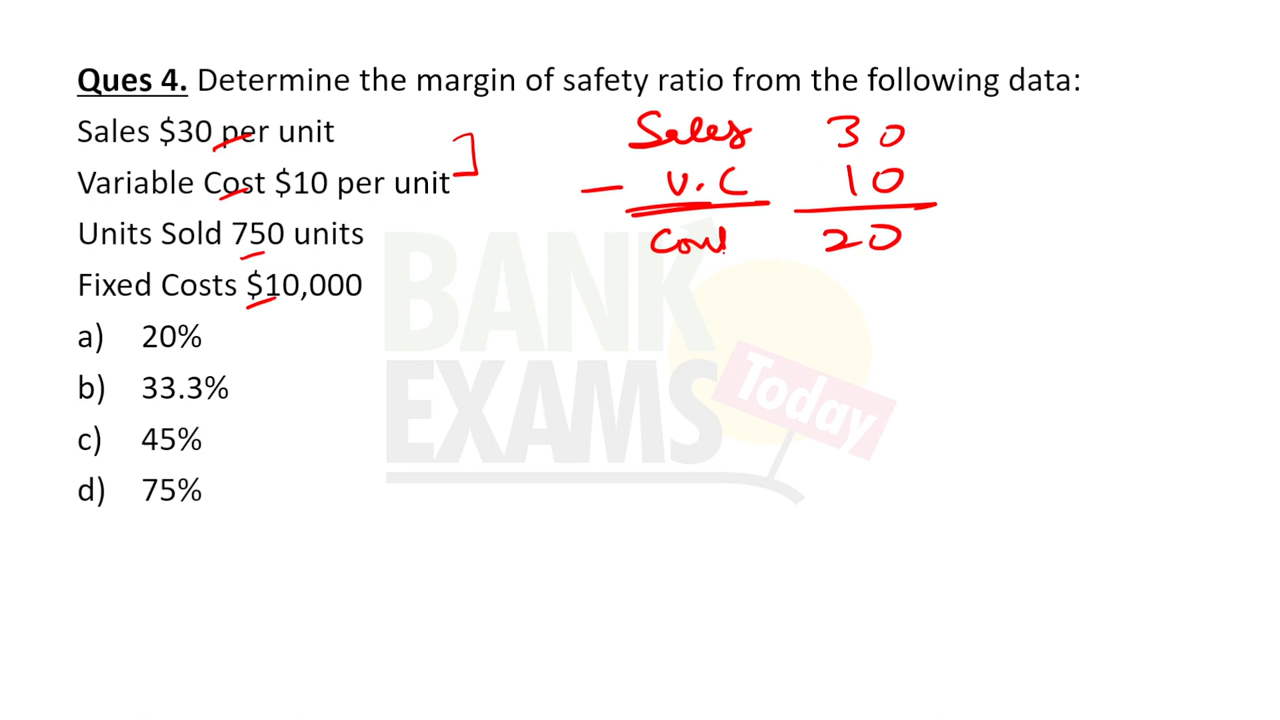 Ques 4. Determine the margin of safety ratio from the following data:
Sales $30 per unit
Sales 30
Variable Cost $10 per unit
– V.C 10
Units Sold 750 units
Cont 20
Fixed Costs $10,000
a) 20%
b) 33.3%
c) 45%
d) 75%
BANK
EXAMS
Today